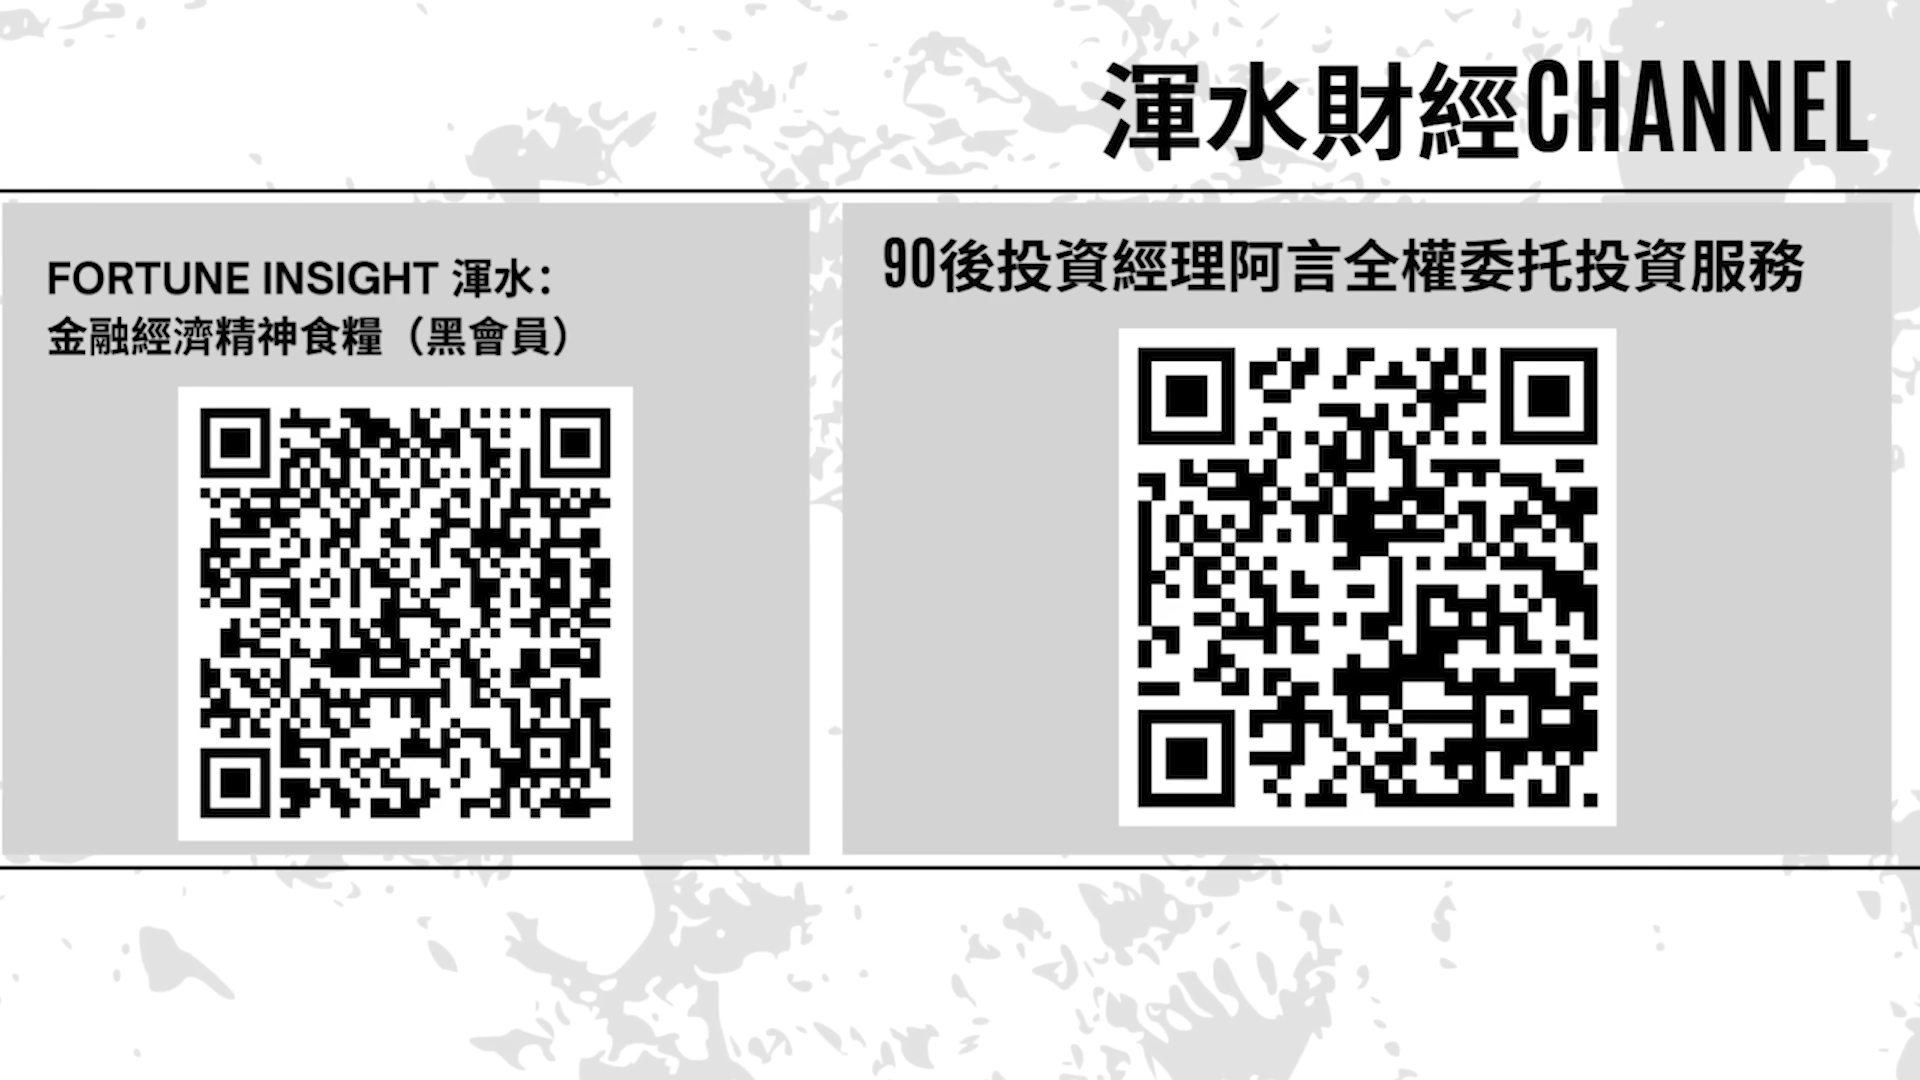 渾水財經CHANNEL
FORTUNE INSIGHT 渾水：
金融經濟精神食糧（黑會員）
90後投資經理阿言全權委托投資服務